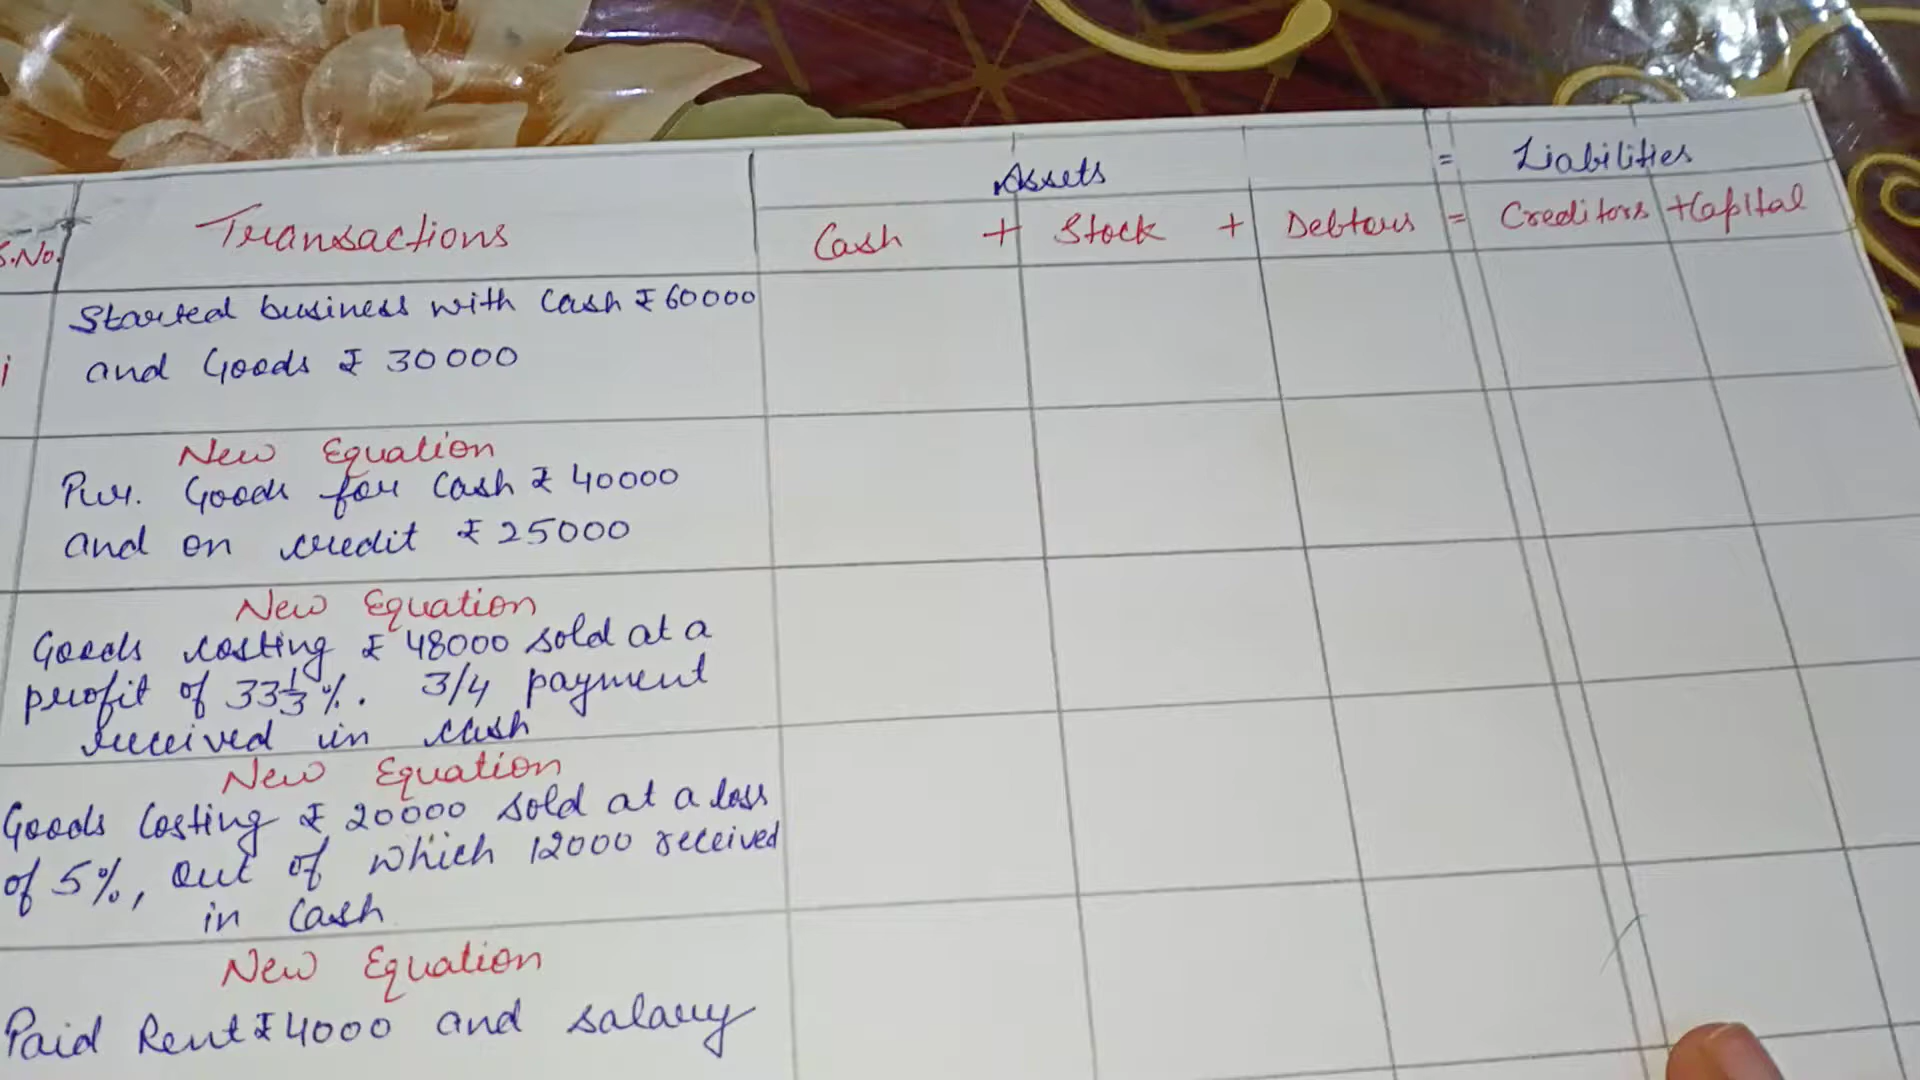 Assets = Liabilities
S.No. Transactions Cash + Stock + Debtors = Creditors + Capital
i Started business with Cash ₹ 60000
and Goods ₹ 30000
New Equation
Pur. Goods for Cash ₹ 40000
and on credit ₹ 25000
New Equation
Goods costing ₹ 48000 sold at a
profit of 33⅓%. 3/4 payment
received in cash
New Equation
Goods Costing ₹ 20000 sold at a loss
of 5%, out of which 12000 received
in Cash
New Equation
Paid Rent ₹ 4000 and salary